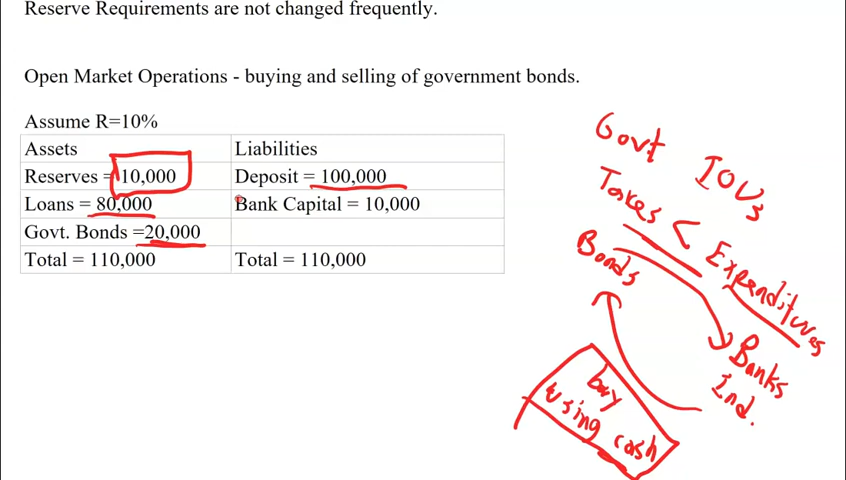 Reserve Requirements are not changed frequently.
Open Market Operations - buying and selling of government bonds.
Assume R=10%
Assets Liabilities
Reserves = 10,000 Deposit = 100,000
Loans = 80,000 Bank Capital = 10,000
Govt. Bonds =20,000
Total = 110,000 Total = 110,000
Govt IOUs
Taxes < Expenditures
Bonds
Banks
Ind.
buy
using cash